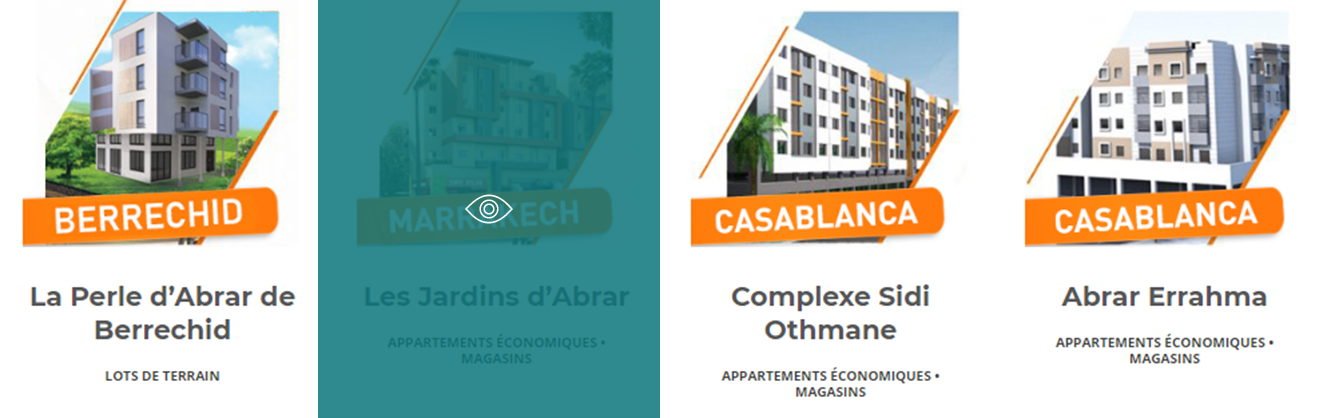 BERRECHID
MARRAKECH
CASABLANCA
CASABLANCA
La Perle d’Abrar de
Berrechid
LOTS DE TERRAIN
Les Jardins d’Abrar
APPARTEMENTS ÉCONOMIQUES •
MAGASINS
Complexe Sidi
Othmane
APPARTEMENTS ÉCONOMIQUES •
MAGASINS
Abrar Errahma
APPARTEMENTS ÉCONOMIQUES •
MAGASINS